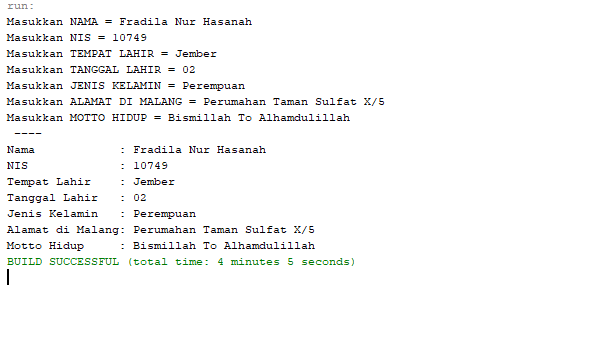 run:
Masukkan NAMA = Fradila Nur Hasanah
Masukkan NIS = 10749
Masukkan TEMPAT LAHIR = Jember
Masukkan TANGGAL LAHIR = 02
Masukkan JENIS KELAMIN = Perempuan
Masukkan ALAMAT DI MALANG = Perumahan Taman Sulfat X/5
Masukkan MOTTO HIDUP = Bismillah To Alhamdulillah
 ----
Nama            : Fradila Nur Hasanah
NIS             : 10749
Tempat Lahir    : Jember
Tanggal Lahir   : 02
Jenis Kelamin   : Perempuan
Alamat di Malang: Perumahan Taman Sulfat X/5
Motto Hidup     : Bismillah To Alhamdulillah
BUILD SUCCESSFUL (total time: 4 minutes 5 seconds)